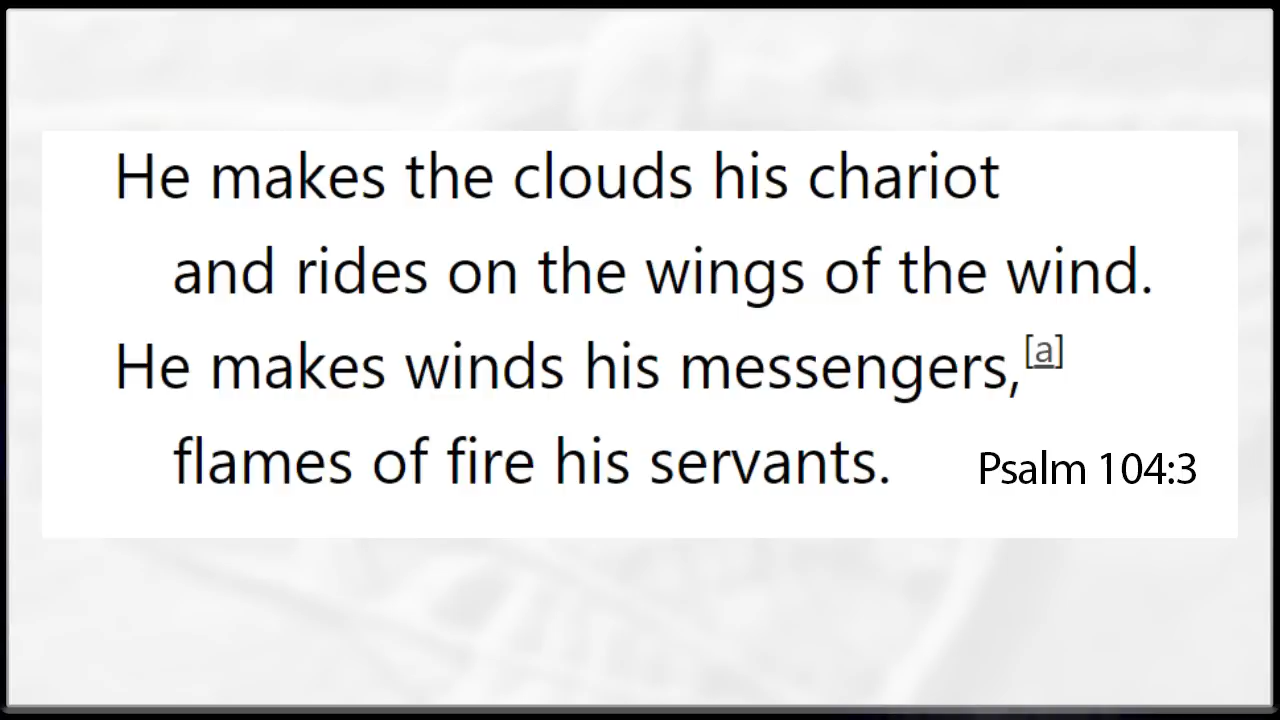 He makes the clouds his chariot
and rides on the wings of the wind.
He makes winds his messengers,[a]
flames of fire his servants. Psalm 104:3